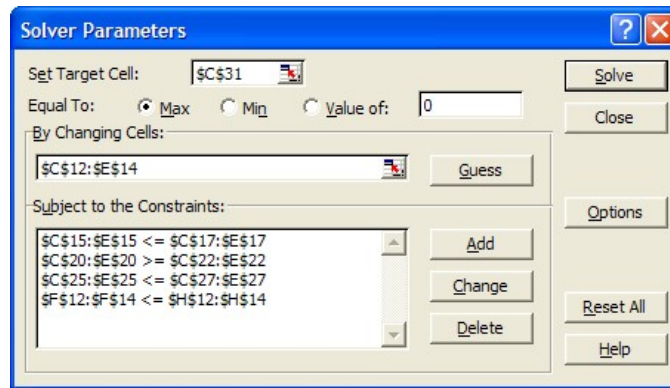 Solver Parameters
Set Target Cell: $C$31 Solve
Equal To: Max Min Value of: 0 Close
By Changing Cells:
$C$12:$E$14 Guess
Subject to the Constraints: Options
$C$15:$E$15 <= $C$17:$E$17 Add
$C$20:$E$20 >= $C$22:$E$22
$C$25:$E$25 <= $C$27:$E$27 Change
$F$12:$F$14 <= $H$12:$H$14
Reset All
Delete
Help